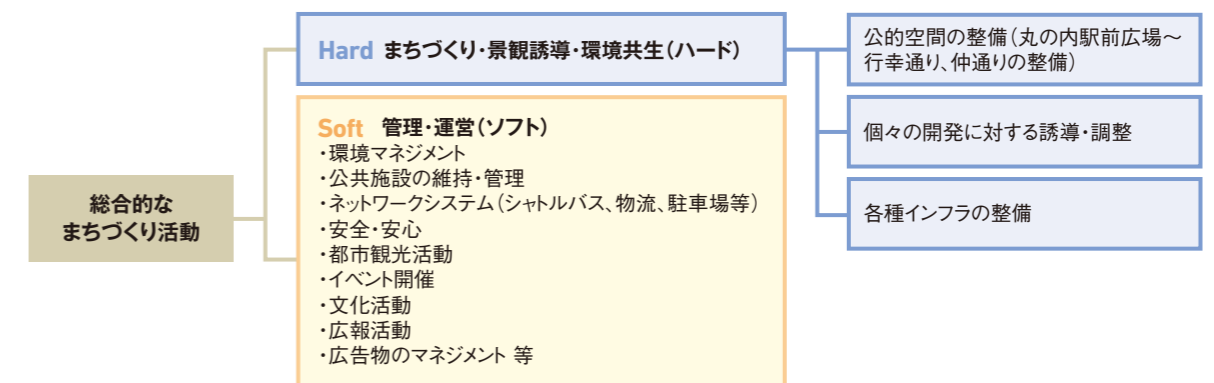 総合的な
まちづくり活動
Hard まちづくり・景観誘導・環境共生（ハード）
公的空間の整備（丸の内駅前広場～
行幸通り、仲通りの整備）
個々の開発に対する誘導・調整
各種インフラの整備
Soft 管理・運営（ソフト）
・環境マネジメント
・公共施設の維持・管理
・ネットワークシステム（シャトルバス、物流、駐車場等）
・安全・安心
・都市観光活動
・イベント開催
・文化活動
・広報活動
・広告物のマネジメント 等